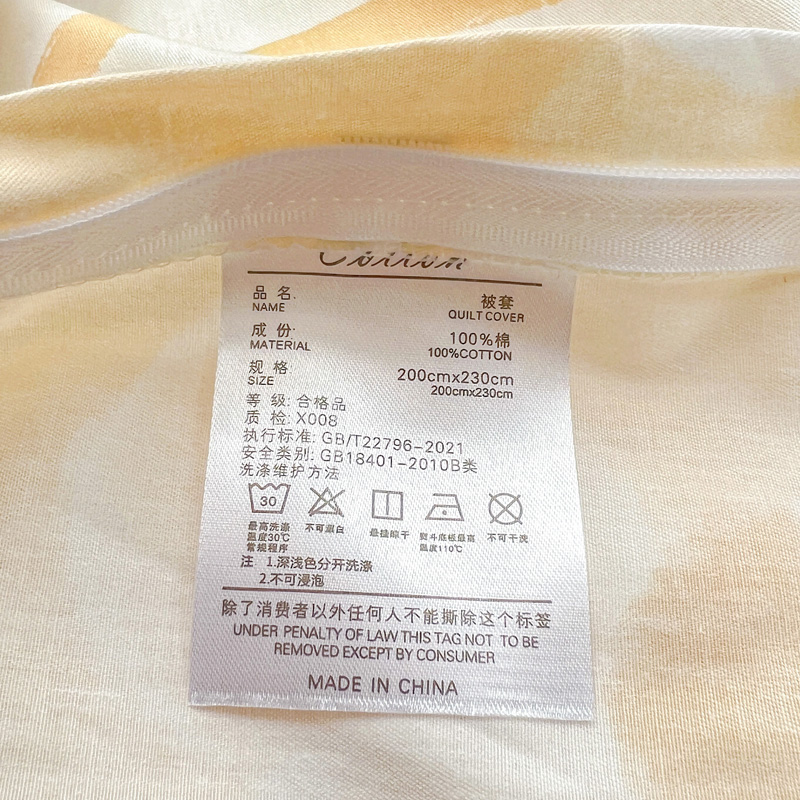 Cotton
品 名:
NAME
被套
QUILT COVER
成 份:
MATERIAL
100%棉
100%COTTON
规 格
SIZE
200cmx230cm
200cmx230cm
等 级: 合格品
质 检: X008
执行标准: GB/T22796-2021
安全类别: GB18401-2010B类
洗涤维护方法
30
最高洗涤
温度30℃
常规程序
不可漂白
悬挂晾干
熨斗底板最高
温度110℃
不可干洗
注 1.深浅色分开洗涤
2.不可浸泡
除了消费者以外任何人不能撕除这个标签
UNDER PENALTY OF LAW THIS TAG NOT TO BE
REMOVED EXCEPT BY CONSUMER
MADE IN CHINA